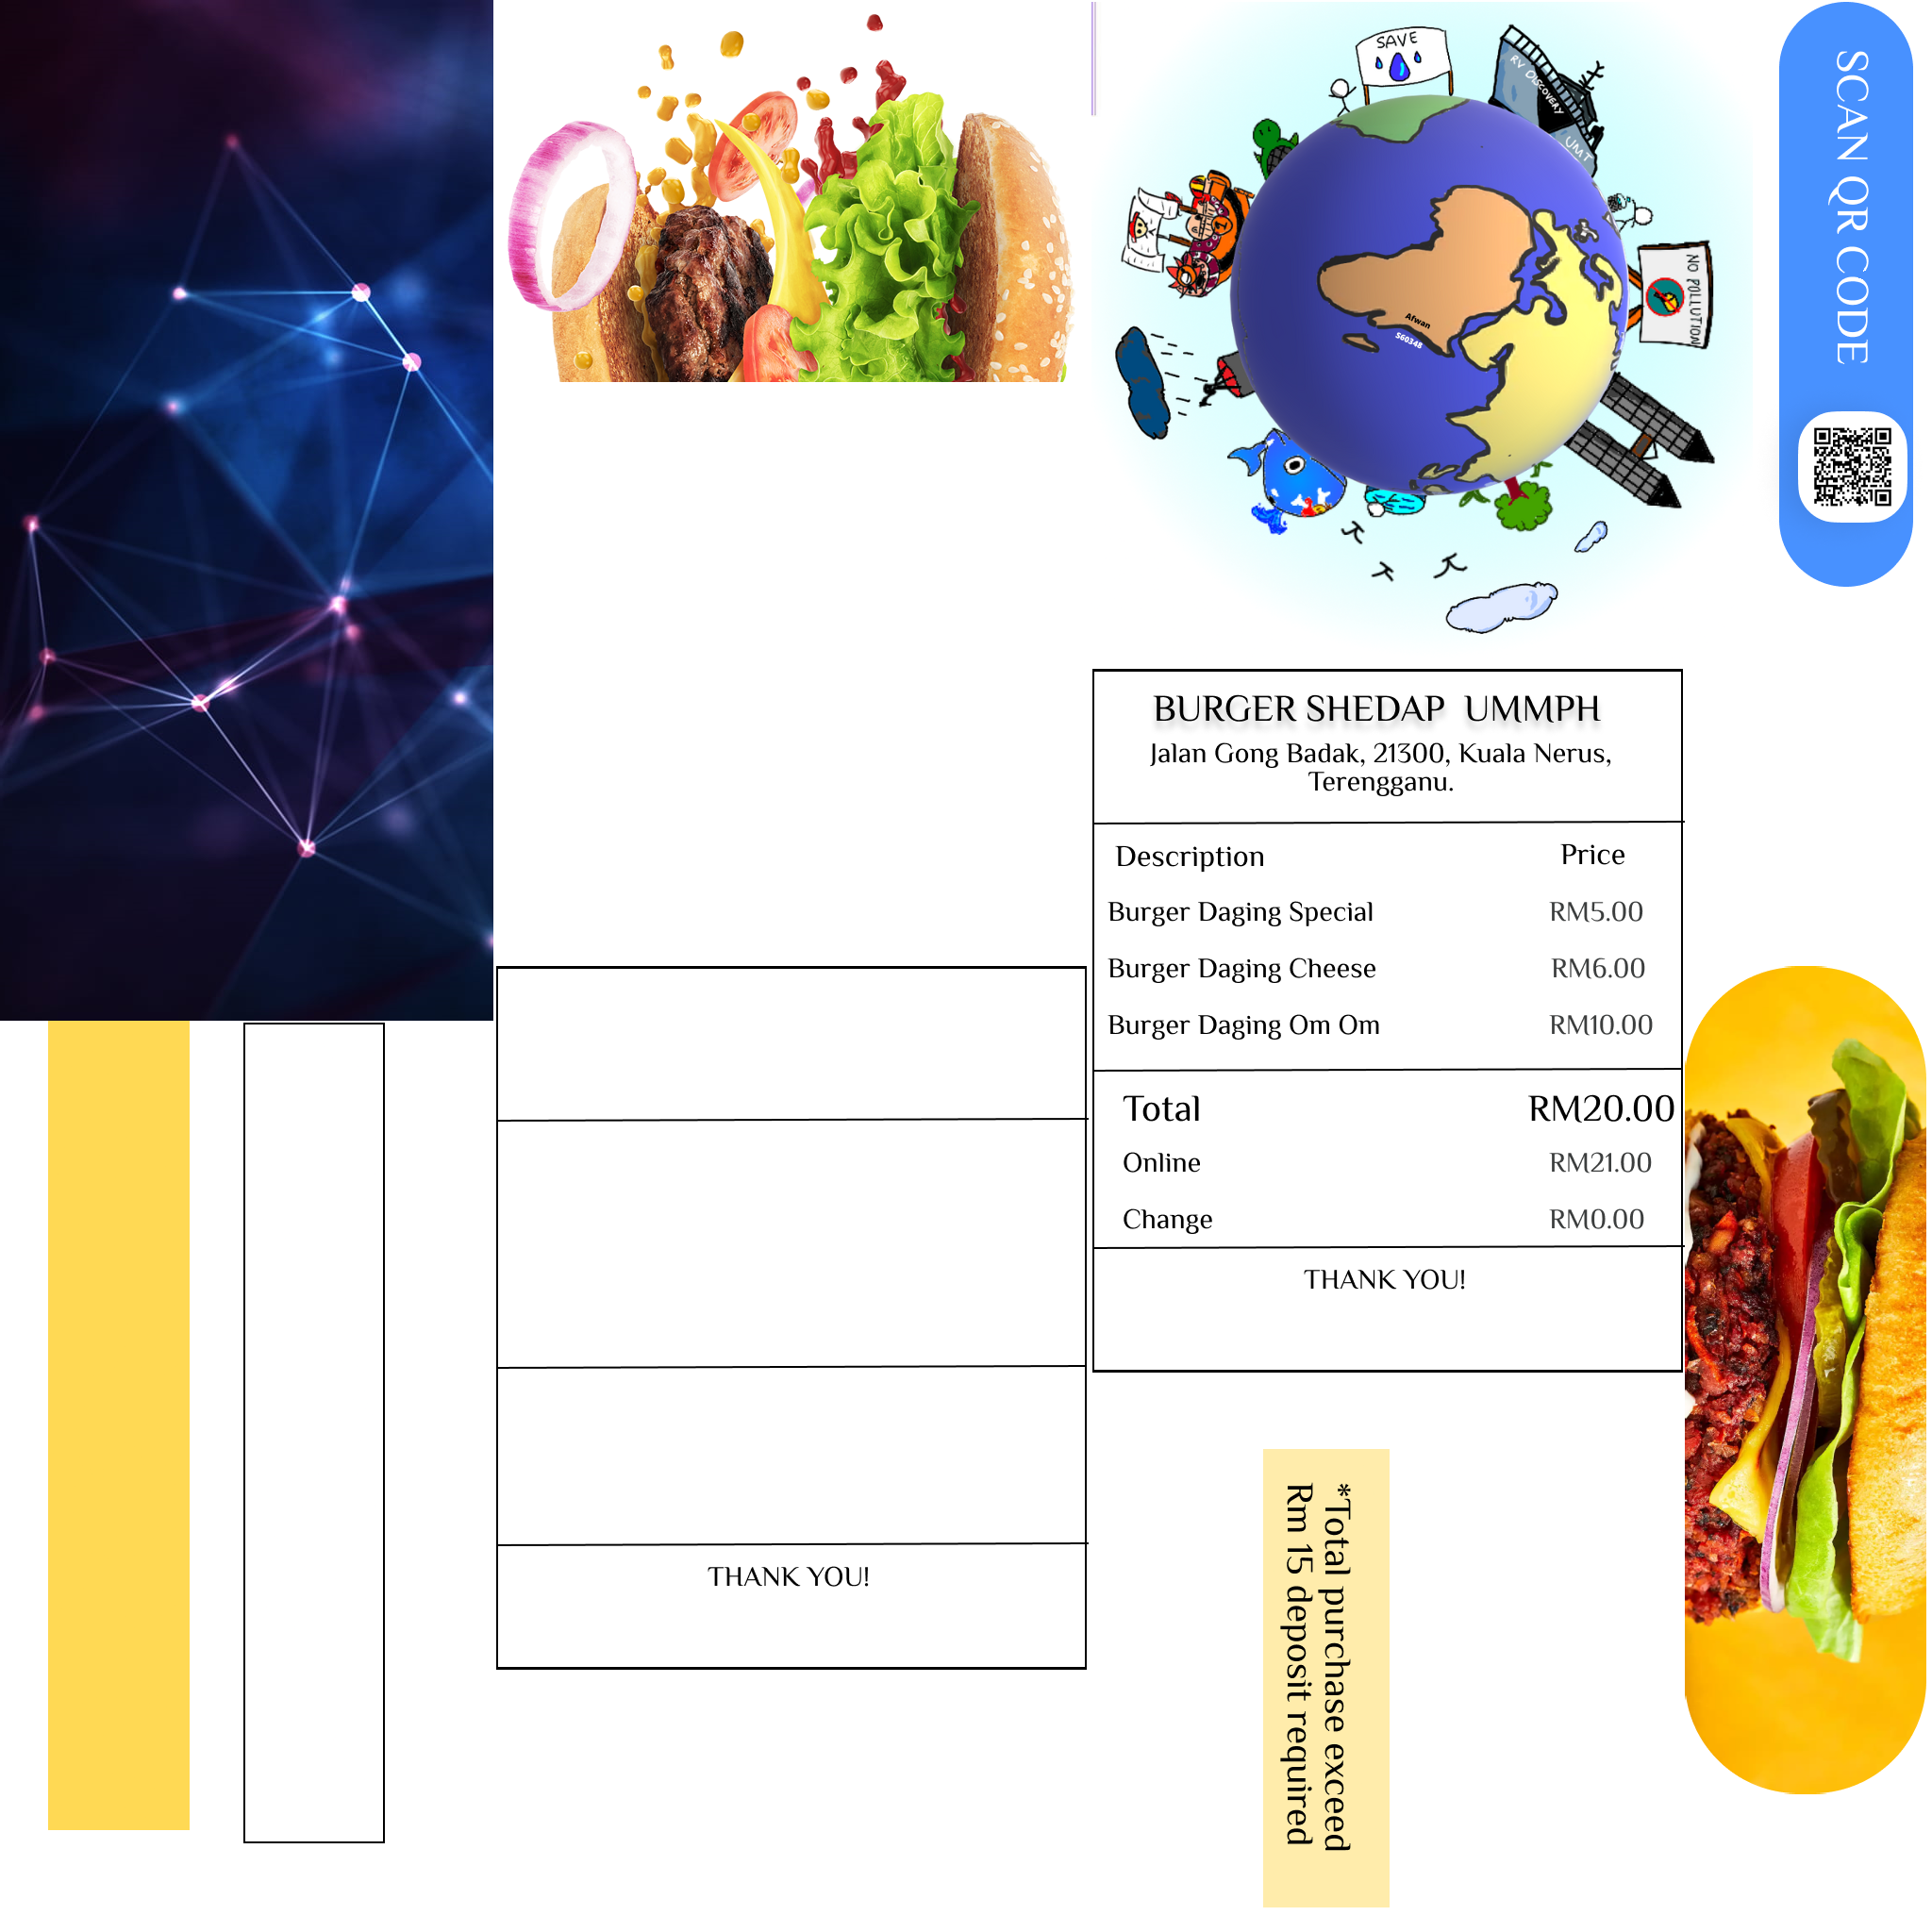 SAVE
RV DISCOVERY
UMT
NO POLLUTION
Afwan
S60348
SCAN QR CODE
BURGER SHEDAP UMMPH
Jalan Gong Badak, 21300, Kuala Nerus,
Terengganu.
Description Price
Burger Daging Special RM5.00
Burger Daging Cheese RM6.00
Burger Daging Om Om RM10.00
Total RM20.00
Online RM21.00
Change RM0.00
THANK YOU!
THANK YOU!
*Total purchase exceed
Rm 15 deposit required